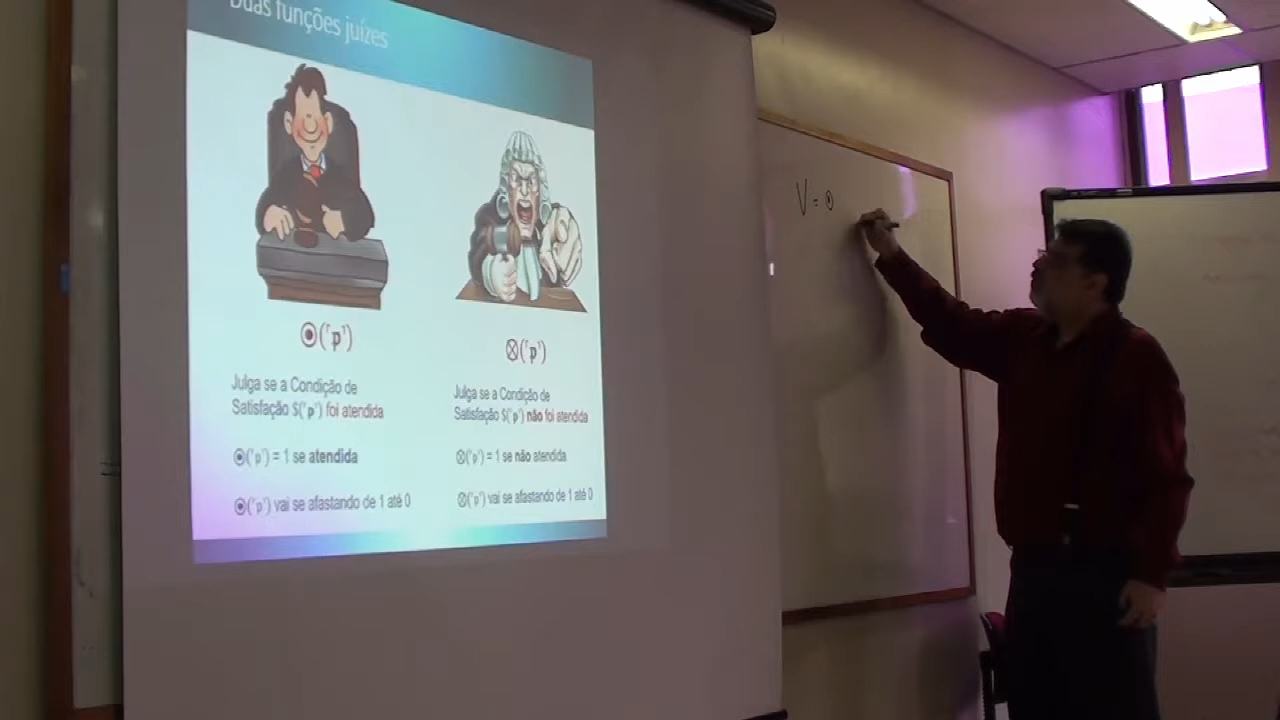 Duas funções juízes
⊙(‘p’)
Julga se a Condição de
Satisfação $(‘p’) foi atendida
⊙(‘p’) = 1 se atendida
⊙(‘p’) vai se afastando de 1 até 0
⊗(‘p’)
Julga se a Condição de
Satisfação $(‘p’) não foi atendida
⊗(‘p’) = 1 se não atendida
⊗(‘p’) vai se afastando de 1 até 0
V = ⊙